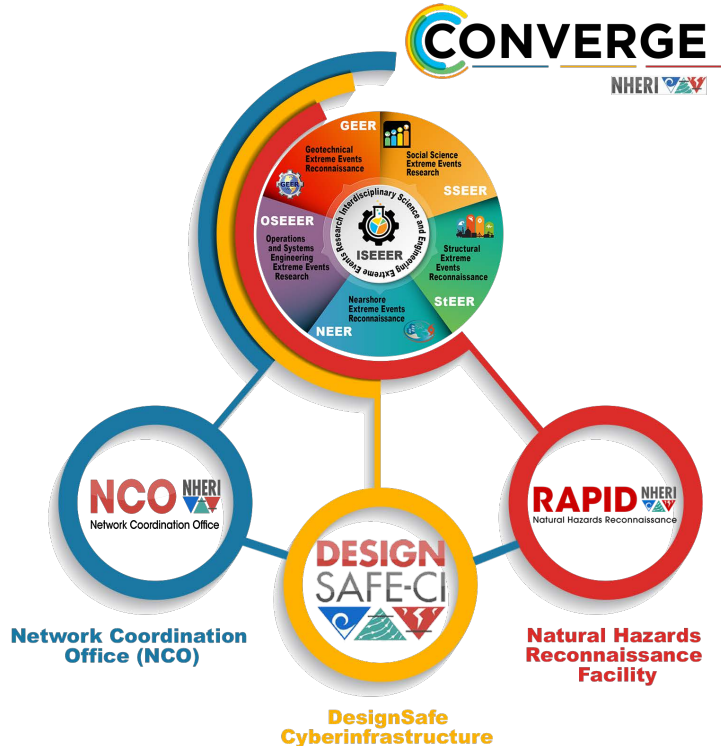 CONVERGE
NHERI
GEER
Geotechnical
Extreme Events
Reconnaissance
GEER
Social Science
Extreme Events
Research
SSEER
OSEEER
Operations
and Systems
Engineering
Extreme Events
Research
Interdisciplinary Science and Engineering Extreme Events Research
ISEEER
Structural
Extreme
Events
Reconnaissance
StEER
Nearshore
Extreme Events
Reconnaissance
NEER
NCO NHERI
Network Coordination Office
RAPID NHERI
Natural Hazards Reconnaissance
DESIGN
SAFE-CI
Network Coordination
Office (NCO)
Natural Hazards
Reconnaissance
Facility
DesignSafe
Cyberinfrastructure